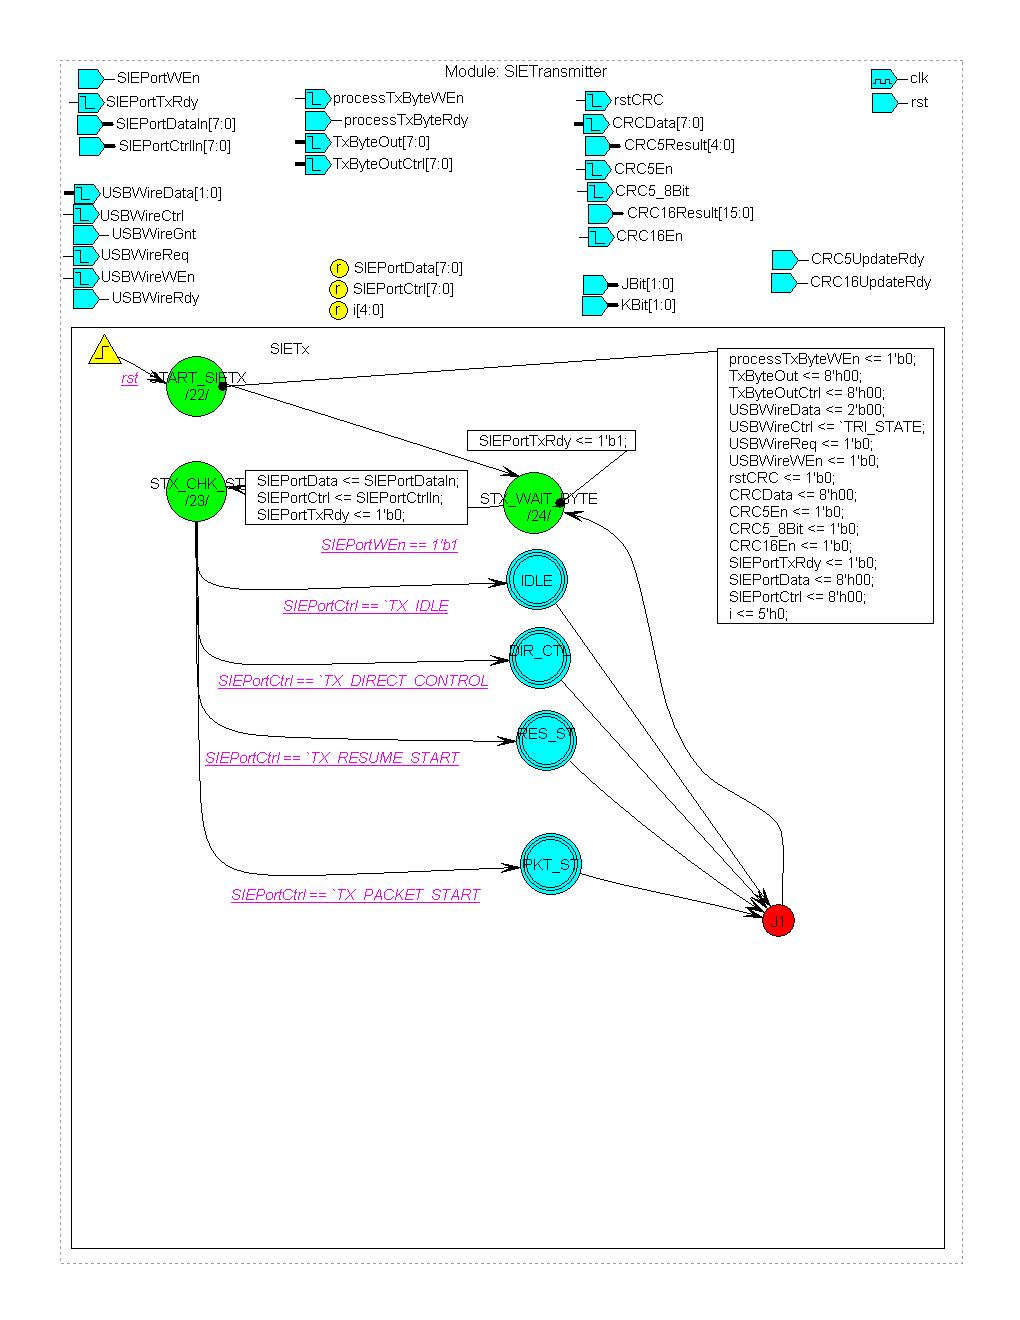 Module: SIETransmitter
SIEPortWEn
SIEPortTxRdy
SIEPortDataIn[7:0]
SIEPortCtrlIn[7:0]
USBWireData[1:0]
USBWireCtrl
USBWireGnt
USBWireReq
USBWireWEn
USBWireRdy
processTxByteWEn
processTxByteRdy
TxByteOut[7:0]
TxByteOutCtrl[7:0]
r SIEPortData[7:0]
r SIEPortCtrl[7:0]
r i[4:0]
rstCRC
CRCData[7:0]
CRC5Result[4:0]
CRC5En
CRC5_8Bit
CRC16Result[15:0]
CRC16En
JBit[1:0]
KBit[1:0]
clk
rst
CRC5UpdateRdy
CRC16UpdateRdy
SIETx
rst
START_SIETX
/22/
processTxByteWEn <= 1'b0;
TxByteOut <= 8'h00;
TxByteOutCtrl <= 8'h00;
USBWireData <= 2'b00;
USBWireCtrl <= `TRI_STATE;
USBWireReq <= 1'b0;
USBWireWEn <= 1'b0;
rstCRC <= 1'b0;
CRCData <= 8'h00;
CRC5En <= 1'b0;
CRC5_8Bit <= 1'b0;
CRC16En <= 1'b0;
SIEPortTxRdy <= 1'b0;
SIEPortData <= 8'h00;
SIEPortCtrl <= 8'h00;
i <= 5'h0;
SIEPortTxRdy <= 1'b1;
STX_CHK_ST
/23/
SIEPortData <= SIEPortDataIn;
SIEPortCtrl <= SIEPortCtrlIn;
SIEPortTxRdy <= 1'b0;
STX_WAIT_BYTE
/24/
SIEPortWEn == 1'b1
IDLE
SIEPortCtrl == `TX_IDLE
DIR_CTL
SIEPortCtrl == `TX_DIRECT_CONTROL
RES_ST
SIEPortCtrl == `TX_RESUME_START
PKT_ST
SIEPortCtrl == `TX_PACKET_START
J1